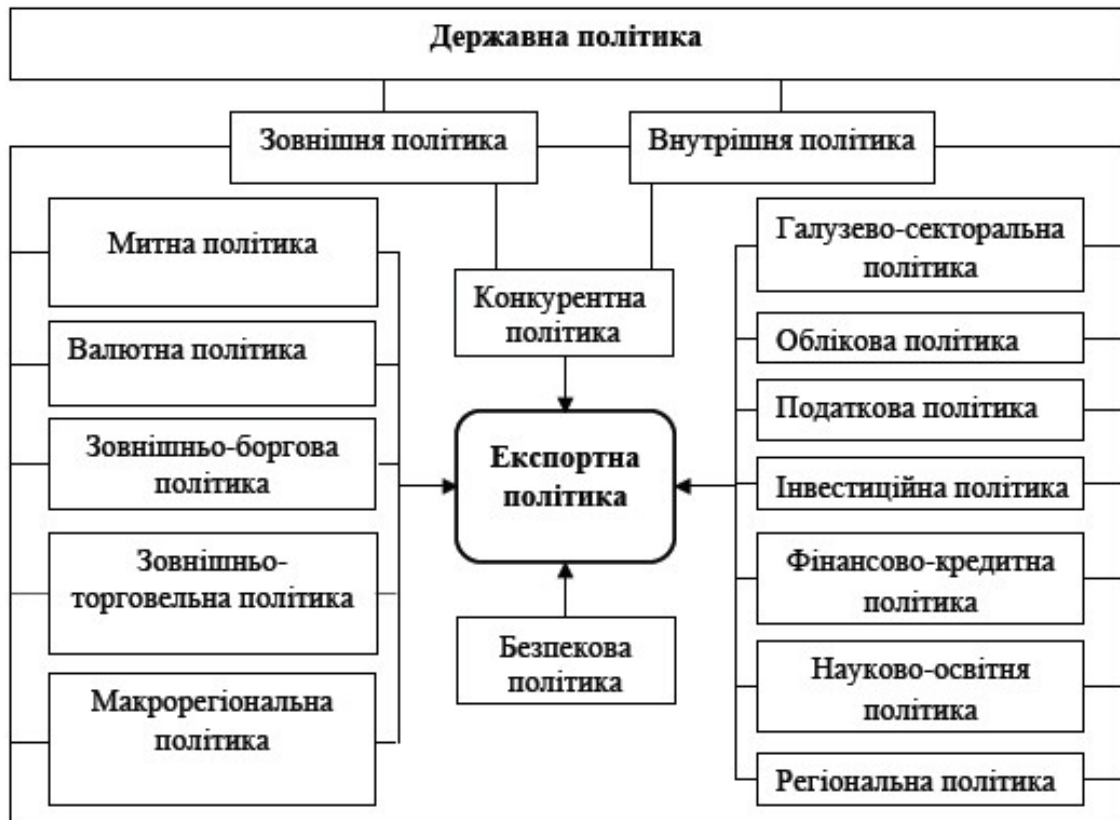 Державна політика
Зовнішня політика
Внутрішня політика
Митна політика
Валютна політика
Зовнішньо-боргова
політика
Зовнішньо-
торговельна політика
Макрорегіональна
політика
Конкурентна
політика
Експортна
політика
Безпекова
політика
Галузево-секторальна
політика
Облікова політика
Податкова політика
Інвестиційна політика
Фінансово-кредитна
політика
Науково-освітня
політика
Регіональна політика